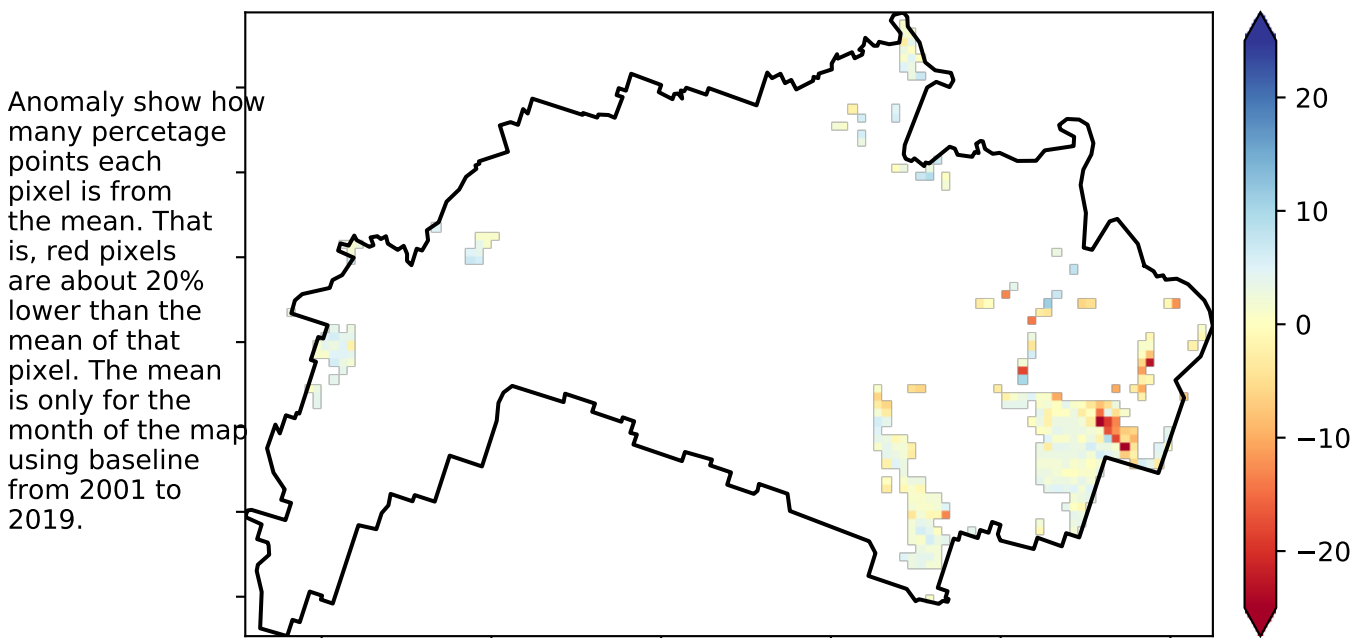 Anomaly show how
many percetage
points each
pixel is from
the mean. That
is, red pixels
are about 20%
lower than the
mean of that
pixel. The mean
is only for the
month of the map
using baseline
from 2001 to
2019.
20
10
0
−10
−20